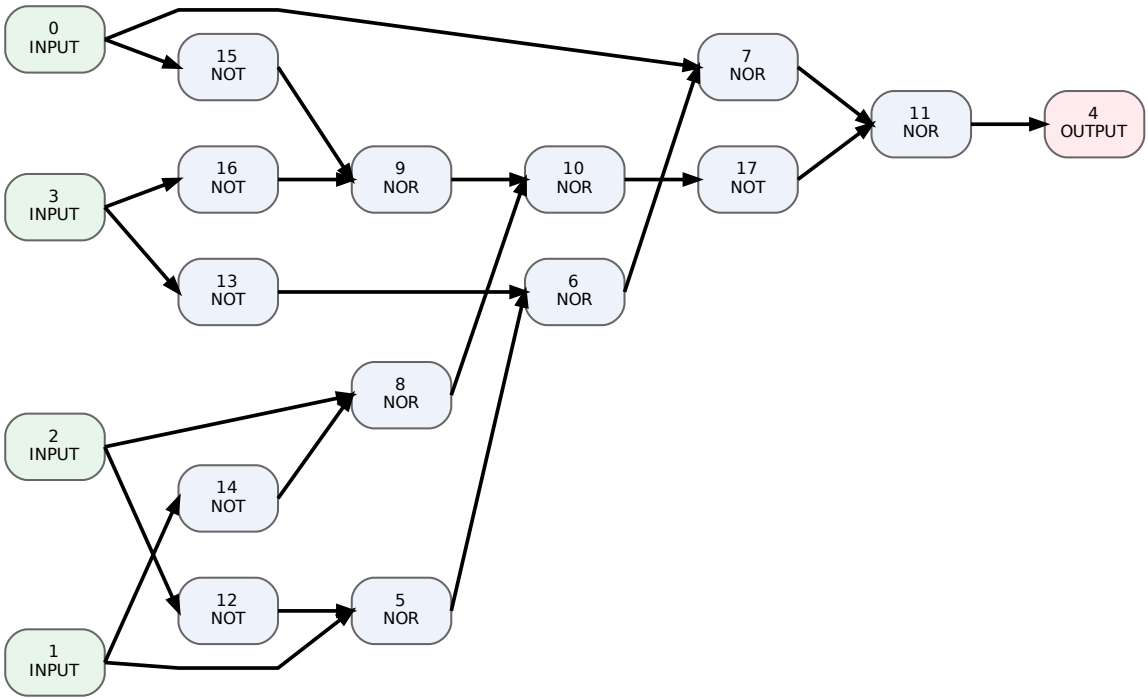 0
INPUT
15
NOT
7
NOR
11
NOR
4
OUTPUT
3
INPUT
16
NOT
9
NOR
10
NOR
17
NOT
13
NOT
6
NOR
8
NOR
2
INPUT
14
NOT
12
NOT
5
NOR
1
INPUT